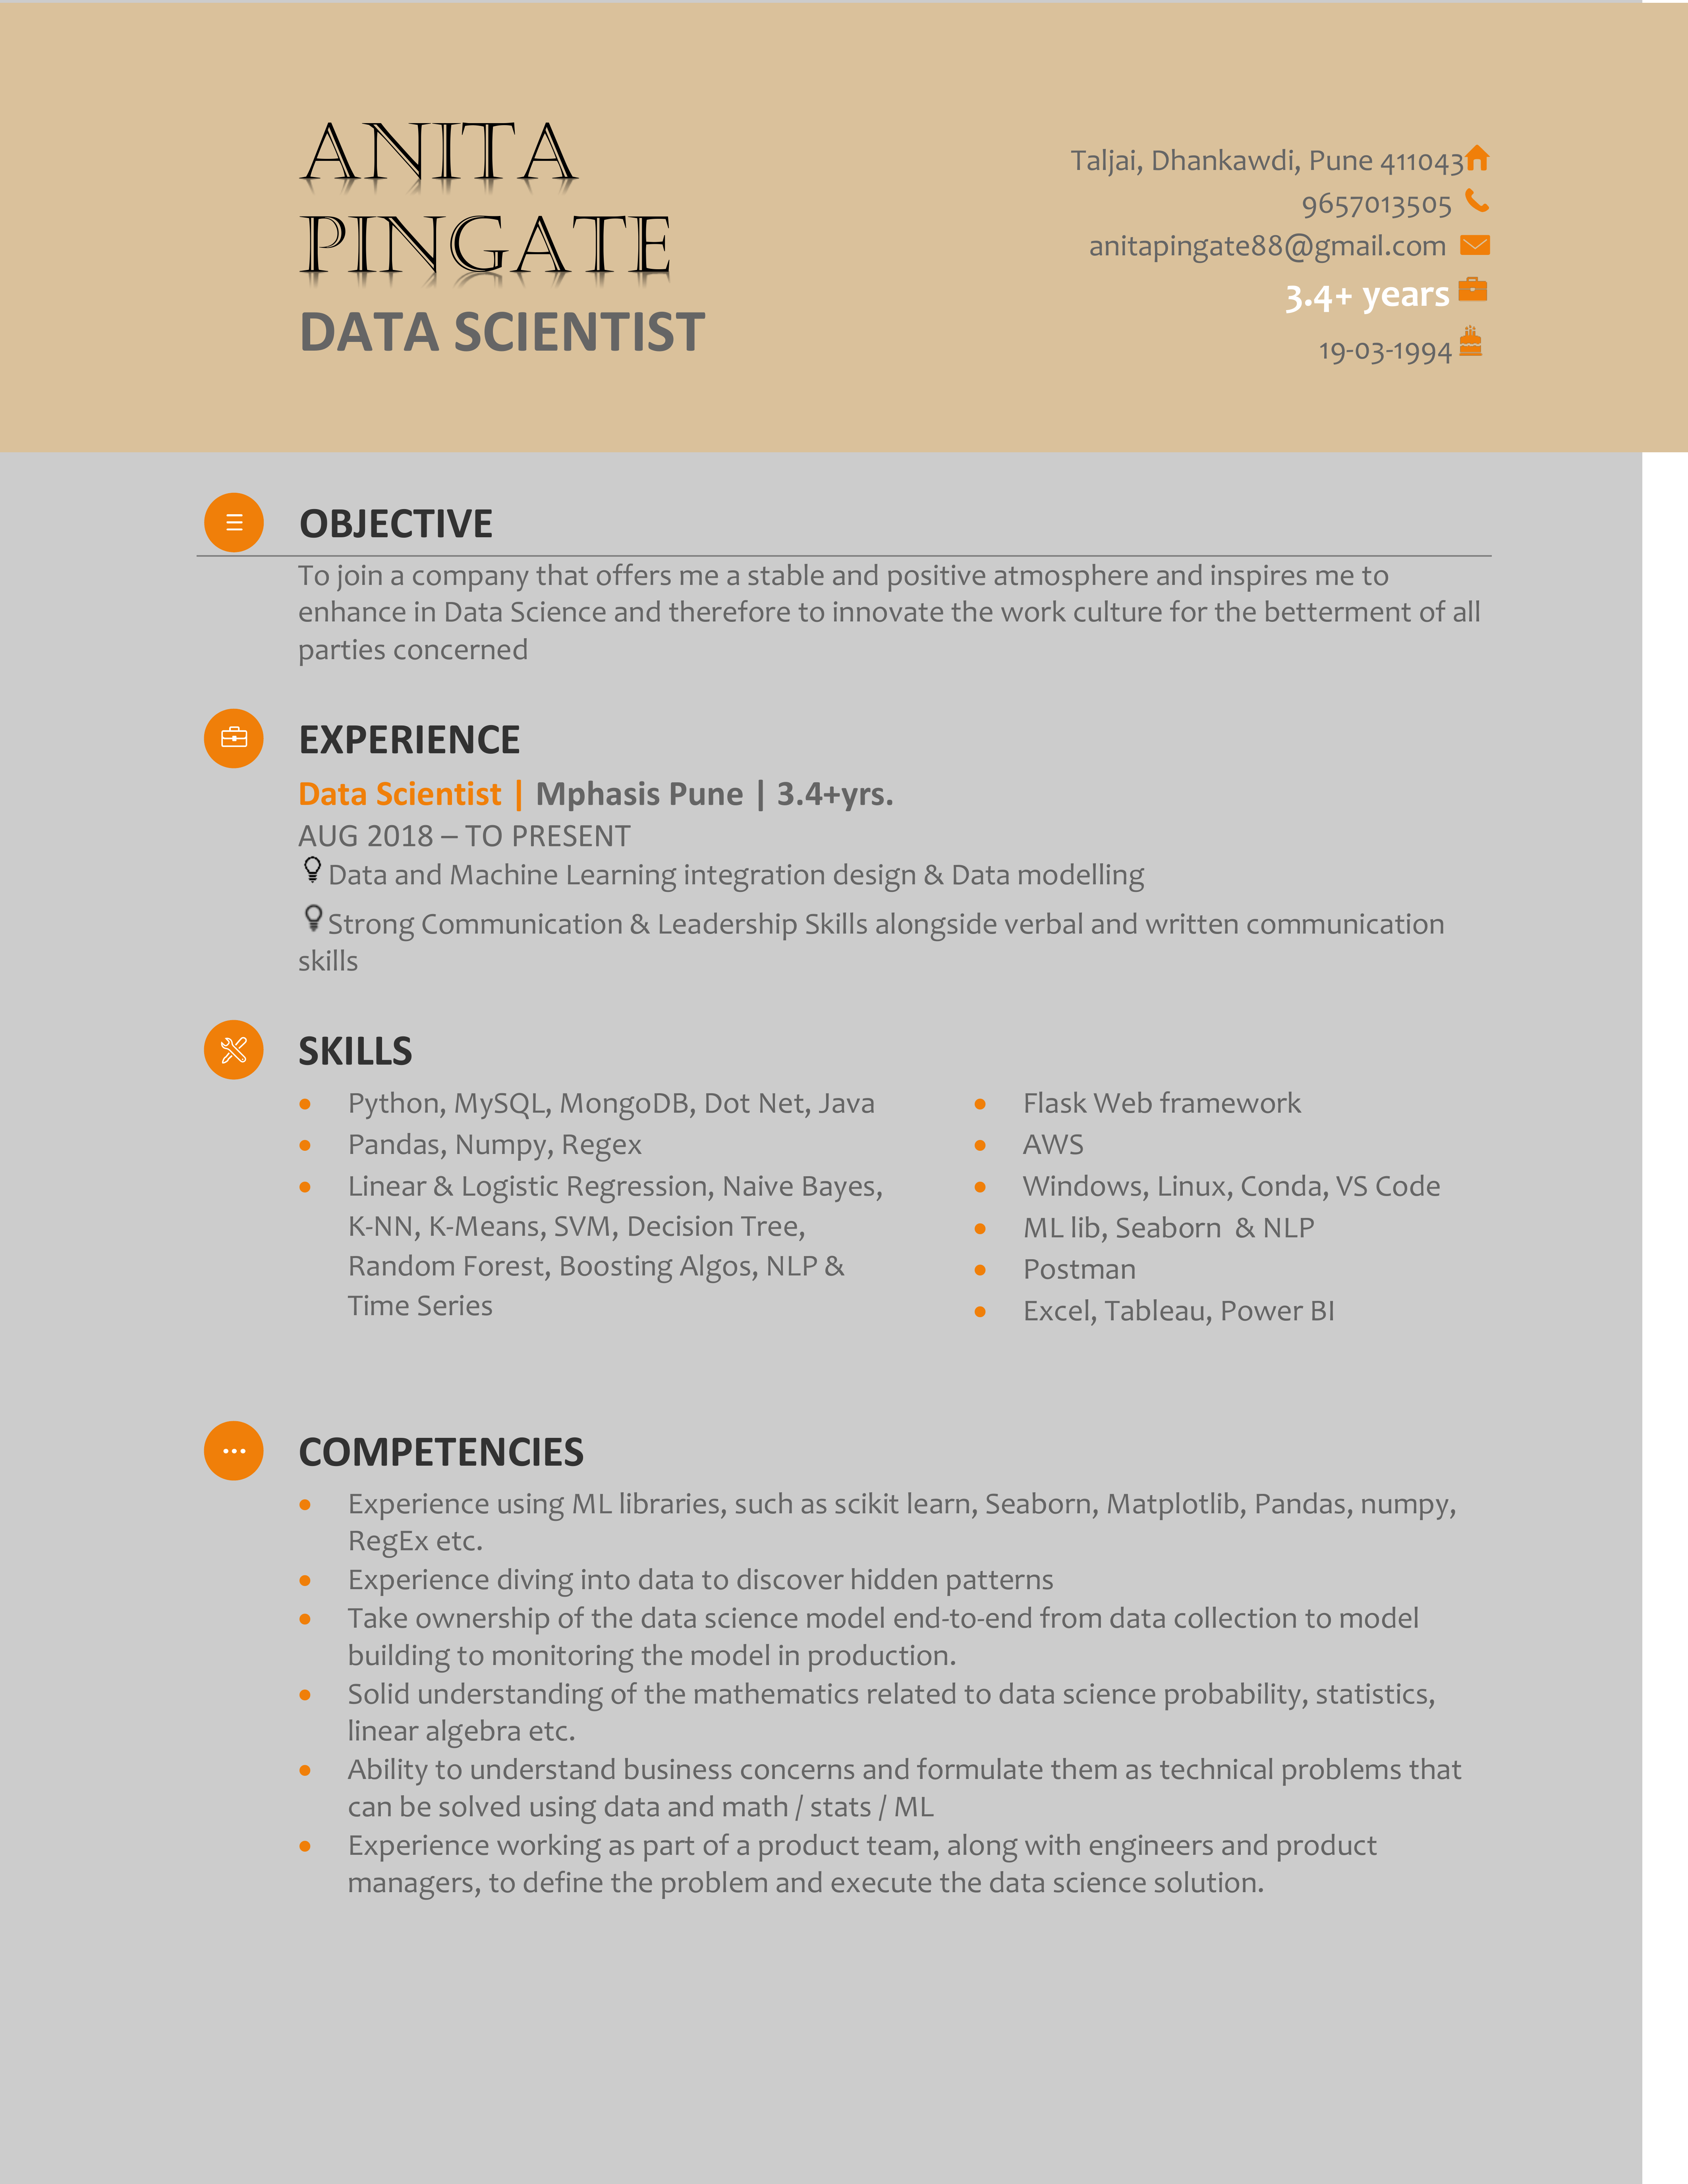 ANITA
PINGATE
DATA SCIENTIST
Taljai, Dhankawdi, Pune 411043
9657013505
anitapingate88@gmail.com
3.4+ years
19-03-1994
OBJECTIVE
To join a company that offers me a stable and positive atmosphere and inspires me to
enhance in Data Science and therefore to innovate the work culture for the betterment of all
parties concerned
EXPERIENCE
Data Scientist | Mphasis Pune | 3.4+yrs.
AUG 2018 – TO PRESENT
Data and Machine Learning integration design & Data modelling
Strong Communication & Leadership Skills alongside verbal and written communication
skills
SKILLS
• Python, MySQL, MongoDB, Dot Net, Java
• Pandas, Numpy, Regex
• Linear & Logistic Regression, Naive Bayes,
K-NN, K-Means, SVM, Decision Tree,
Random Forest, Boosting Algos, NLP &
Time Series
• Flask Web framework
• AWS
• Windows, Linux, Conda, VS Code
• ML lib, Seaborn & NLP
• Postman
• Excel, Tableau, Power BI
COMPETENCIES
• Experience using ML libraries, such as scikit learn, Seaborn, Matplotlib, Pandas, numpy,
RegEx etc.
• Experience diving into data to discover hidden patterns
• Take ownership of the data science model end-to-end from data collection to model
building to monitoring the model in production.
• Solid understanding of the mathematics related to data science probability, statistics,
linear algebra etc.
• Ability to understand business concerns and formulate them as technical problems that
can be solved using data and math / stats / ML
• Experience working as part of a product team, along with engineers and product
managers, to define the problem and execute the data science solution.